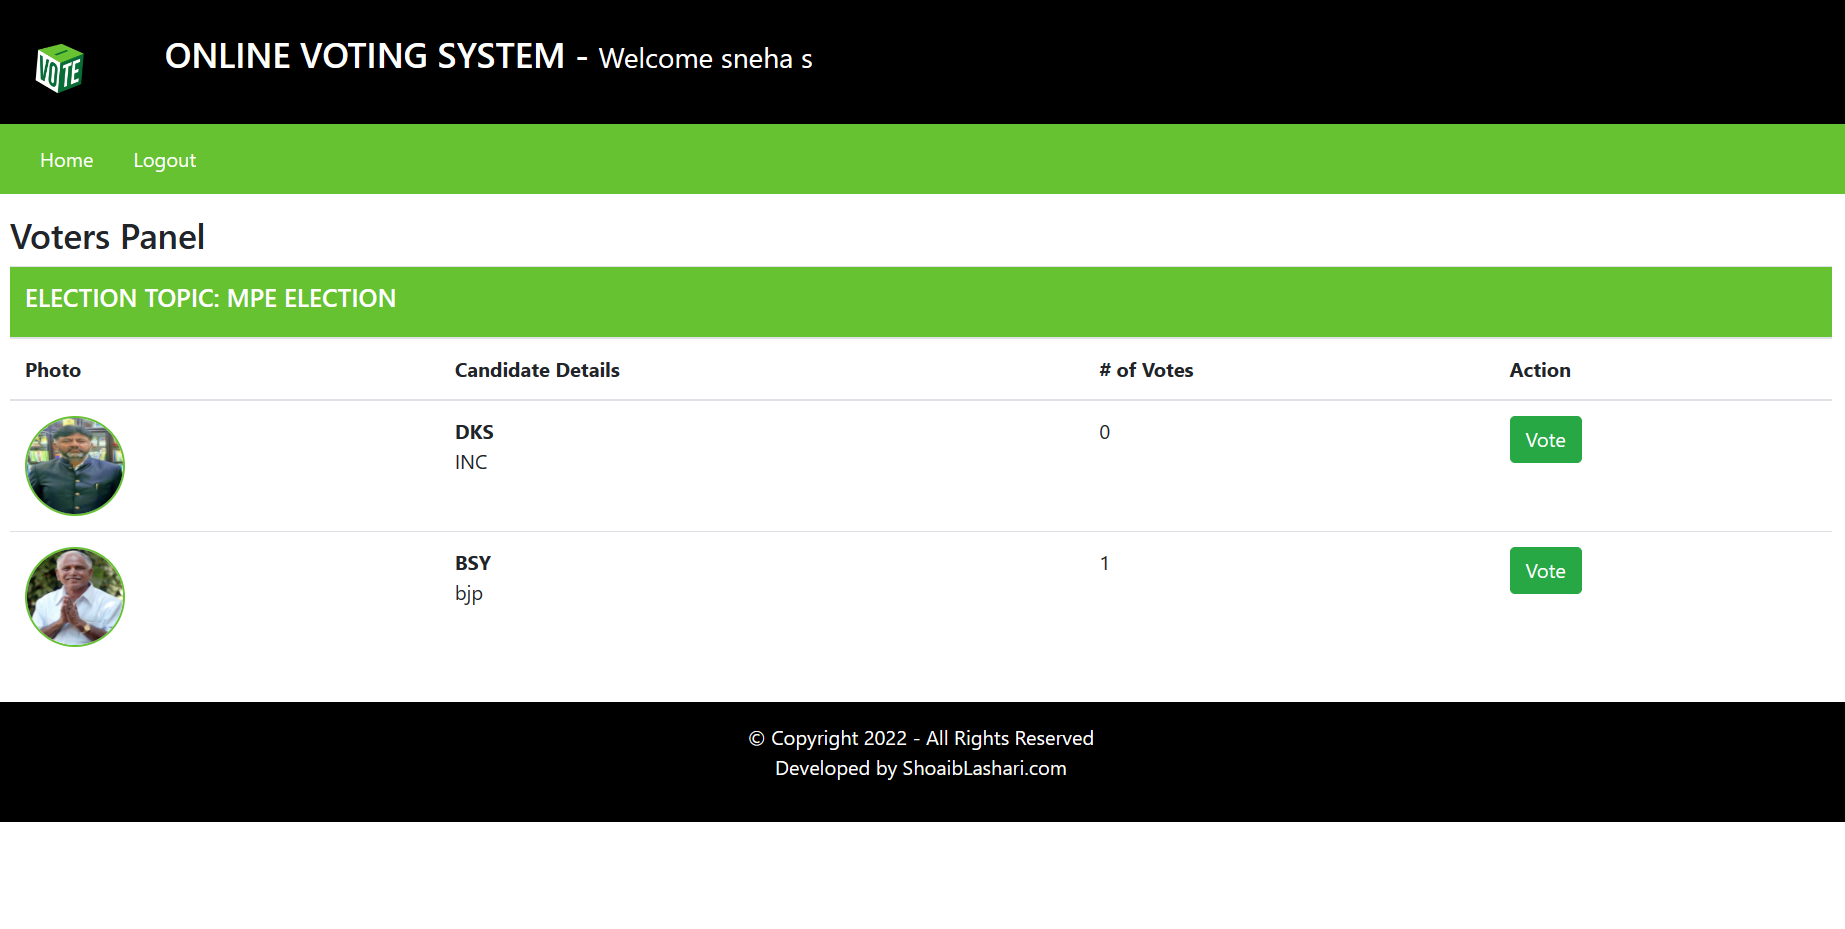 VOTE
ONLINE VOTING SYSTEM - Welcome sneha s
Home Logout
Voters Panel
ELECTION TOPIC: MPE ELECTION
Photo Candidate Details # of Votes Action
DKS 0 Vote
INC
BSY 1 Vote
bjp
© Copyright 2022 - All Rights Reserved
Developed by ShoaibLashari.com